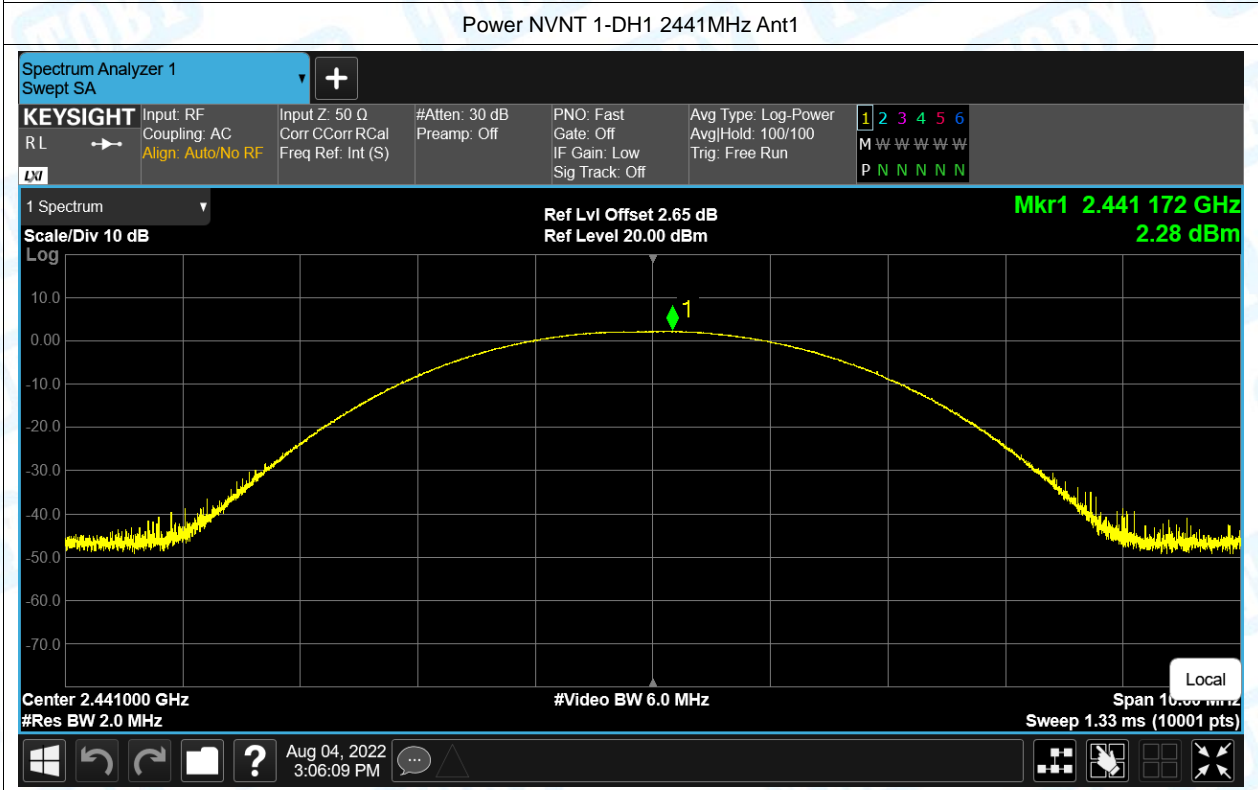 Power NVNT 1-DH1 2441MHz Ant1
Spectrum Analyzer 1
Swept SA
KEYSIGHT
RL
LXI
Input: RF
Coupling: AC
Align: Auto/No RF
Input Z: 50 Ω
Corr CCorr RCal
Freq Ref: Int (S)
#Atten: 30 dB
Preamp: Off
PNO: Fast
Gate: Off
IF Gain: Low
Sig Track: Off
Avg Type: Log-Power
Avg|Hold: 100/100
Trig: Free Run
1 2 3 4 5 6
M W W W W W
P N N N N N
1 Spectrum
Scale/Div 10 dB
Ref Lvl Offset 2.65 dB
Ref Level 20.00 dBm
Mkr1 2.441 172 GHz
2.28 dBm
Log
1
10.0
0.00
-10.0
-20.0
-30.0
-40.0
-50.0
-60.0
-70.0
Local
Center 2.441000 GHz
#Video BW 6.0 MHz
Span 10.00 MHz
#Res BW 2.0 MHz
Sweep 1.33 ms (10001 pts)
?
Aug 04, 2022
3:06:09 PM